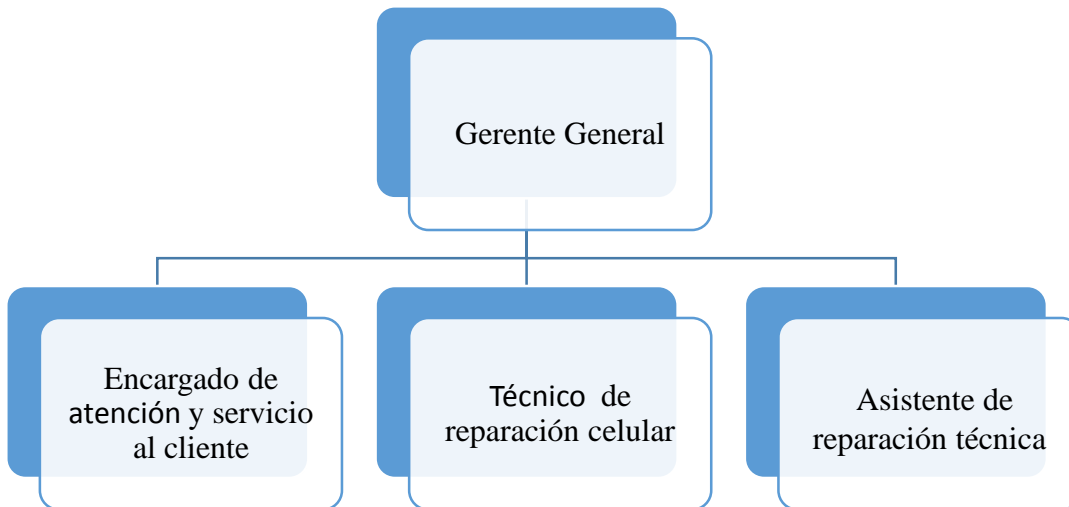 Gerente General
Encargado de
atención y servicio
al cliente
Técnico de
reparación celular
Asistente de
reparación técnica